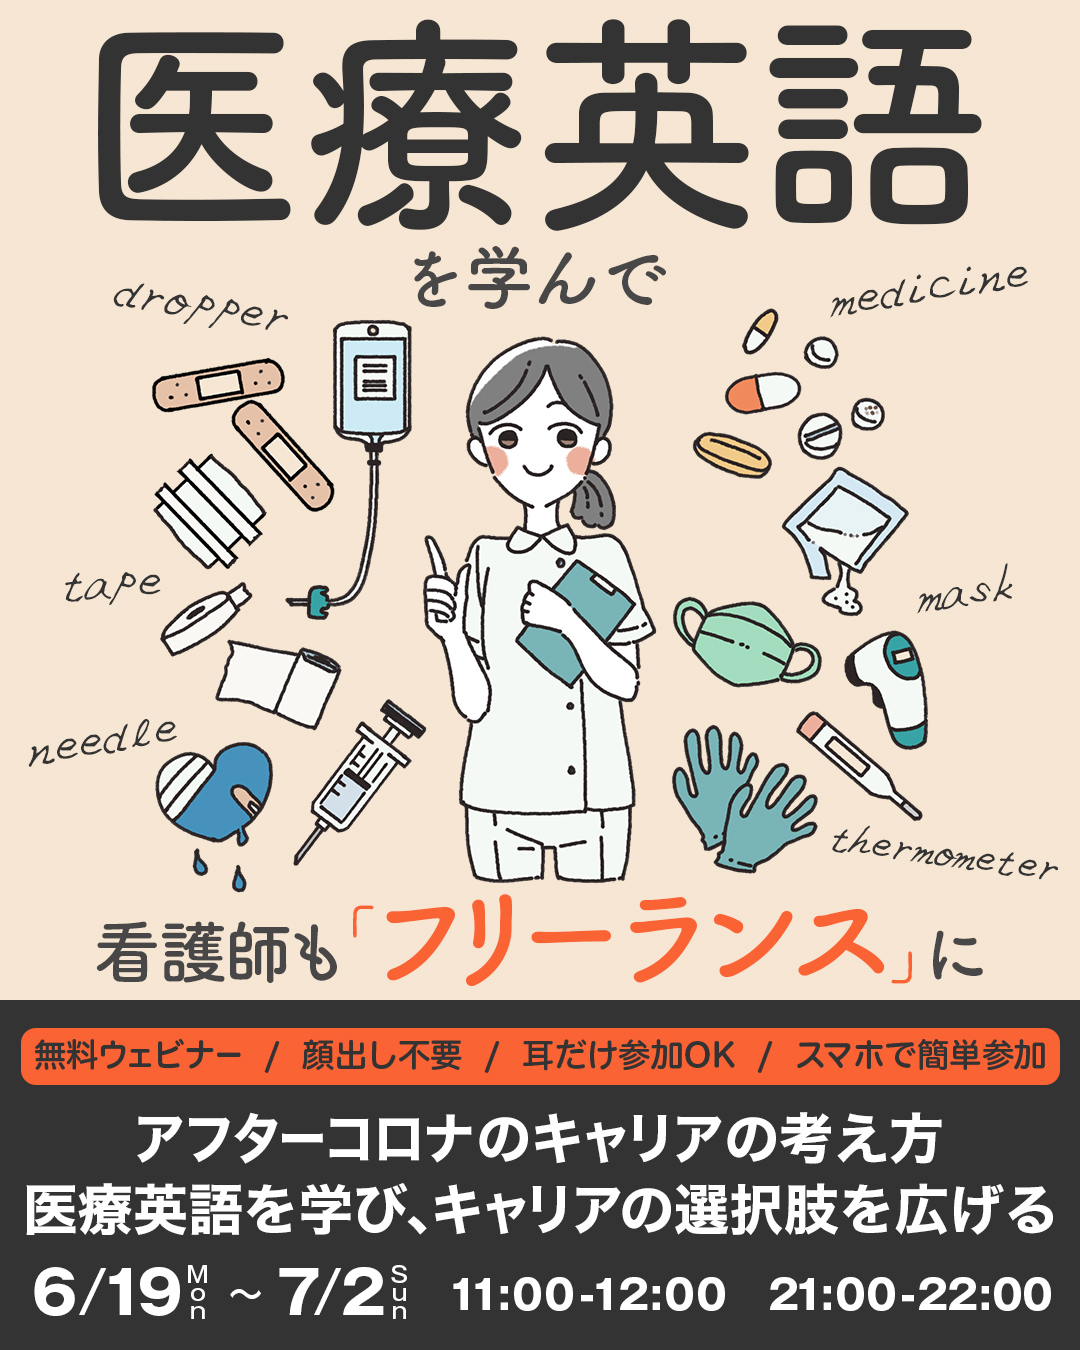 医療英語
を学んで
dropper
medicine
tape
mask
needle
thermometer
看護師も「フリーランス」に
無料ウェビナー / 顔出し不要 / 耳だけ参加OK / スマホで簡単参加
アフターコロナのキャリアの考え方
医療英語を学び、キャリアの選択肢を広げる
6/19 Mon ～ 7/2 Sun 11:00-12:00 21:00-22:00